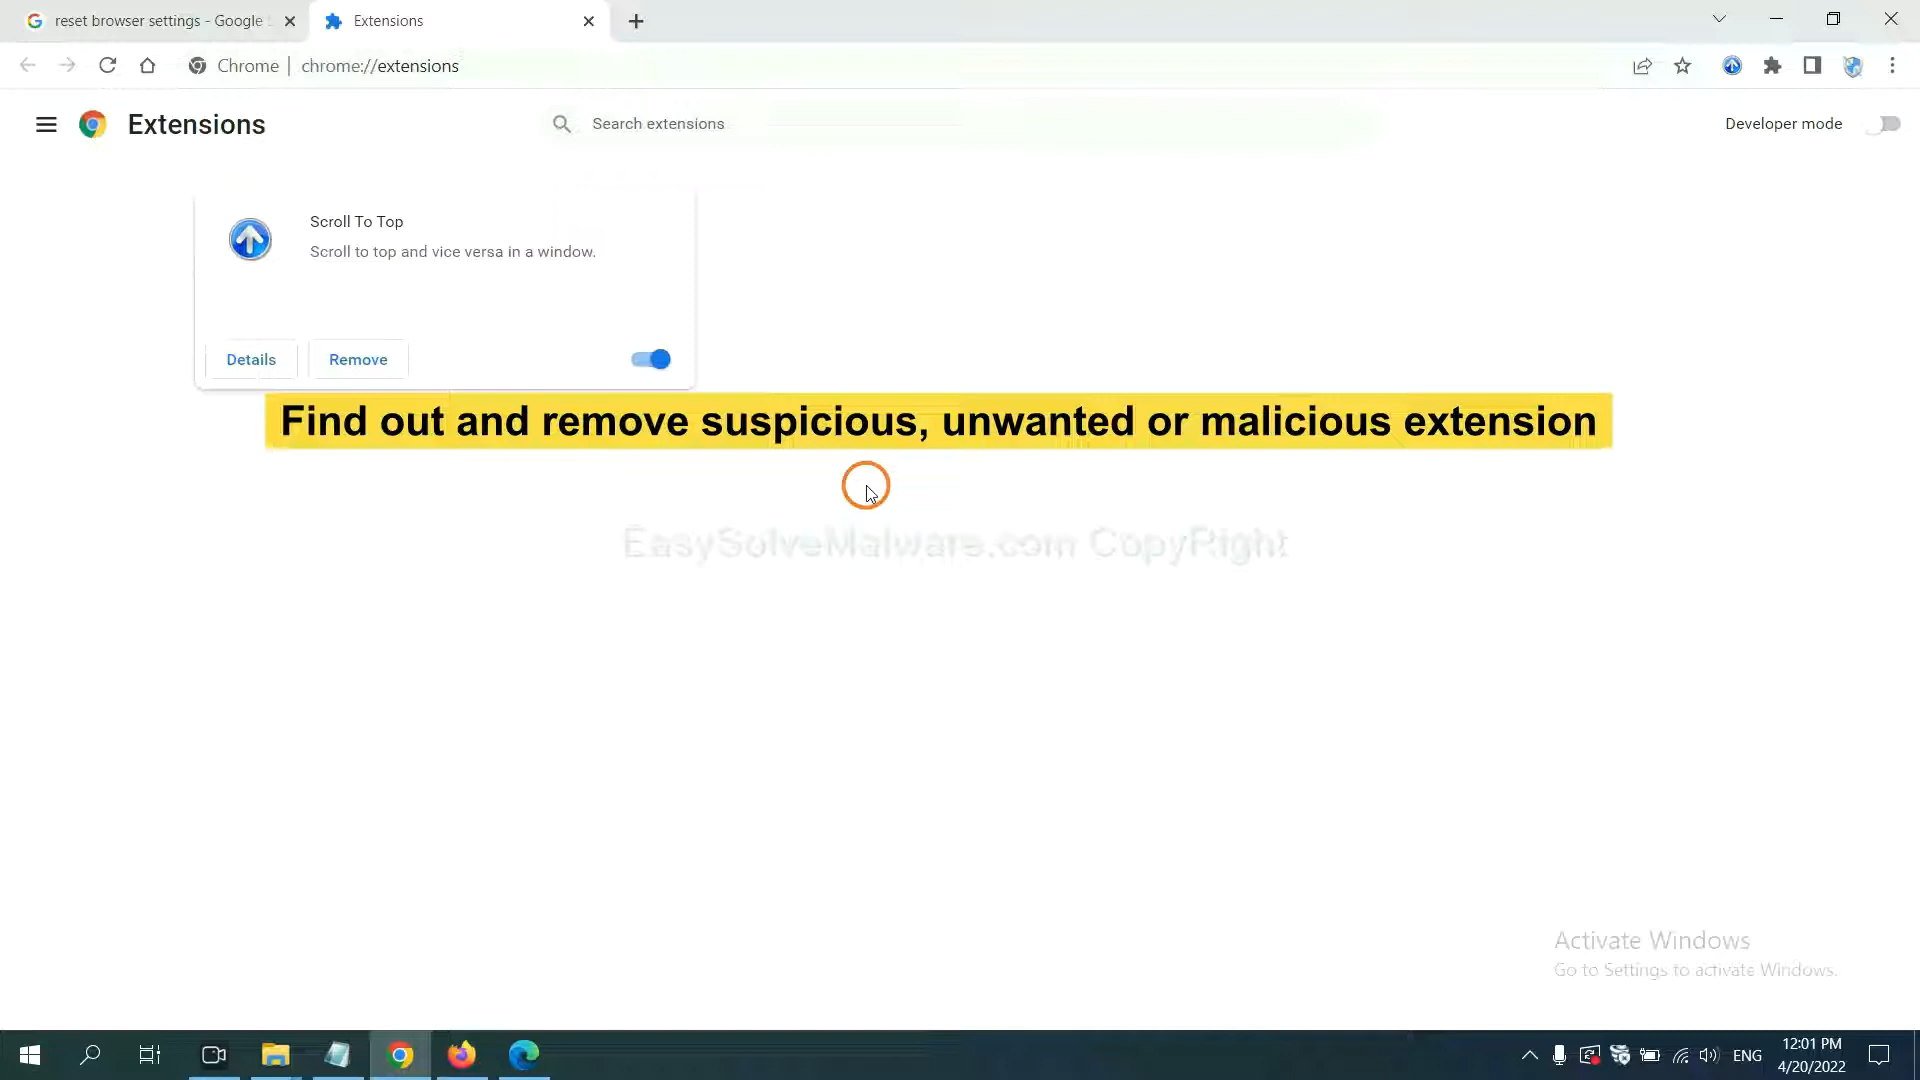 reset browser settings - Google
Extensions
Chrome
chrome://extensions
Extensions
Search extensions
Developer mode
Scroll To Top
Scroll to top and vice versa in a window.
Details
Remove
Find out and remove suspicious, unwanted or malicious extension
EasySolveMalware.com CopyRight
Activate Windows
Go to Settings to activate Windows.
ENG
12:01 PM
4/20/2022